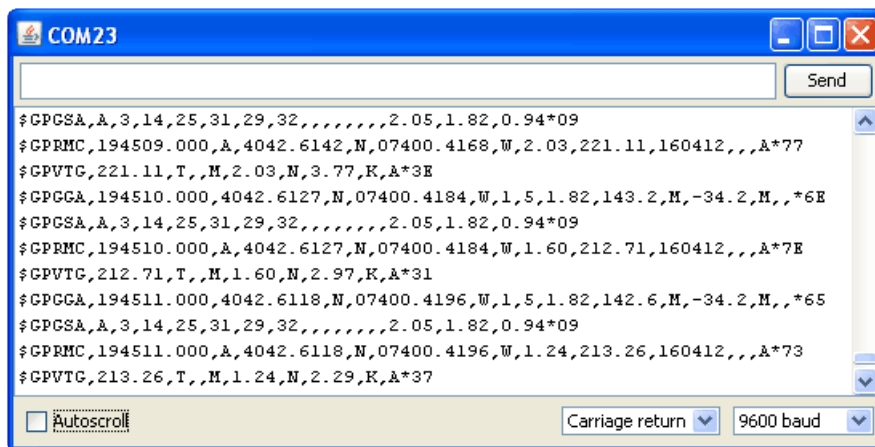 COM23
Send
$GPGSA,A,3,14,25,31,29,32,,,,,,,,2.05,1.82,0.94*09
$GPRMC,194509.000,A,4042.6142,N,07400.4168,W,2.03,221.11,160412,,,A*77
$GPVTG,221.11,T,,M,2.03,N,3.77,K,A*3E
$GPGGA,194510.000,4042.6127,N,07400.4184,W,1,5,1.82,143.2,M,-34.2,M,,*6E
$GPGSA,A,3,14,25,31,29,32,,,,,,,,2.05,1.82,0.94*09
$GPRMC,194510.000,A,4042.6127,N,07400.4184,W,1.60,212.71,160412,,,A*7E
$GPVTG,212.71,T,,M,1.60,N,2.97,K,A*31
$GPGGA,194511.000,4042.6118,N,07400.4196,W,1,5,1.82,142.6,M,-34.2,M,,*65
$GPGSA,A,3,14,25,31,29,32,,,,,,,,2.05,1.82,0.94*09
$GPRMC,194511.000,A,4042.6118,N,07400.4196,W,1.24,213.26,160412,,,A*73
$GPVTG,213.26,T,,M,1.24,N,2.29,K,A*37
Autoscroll Carriage return 9600 baud